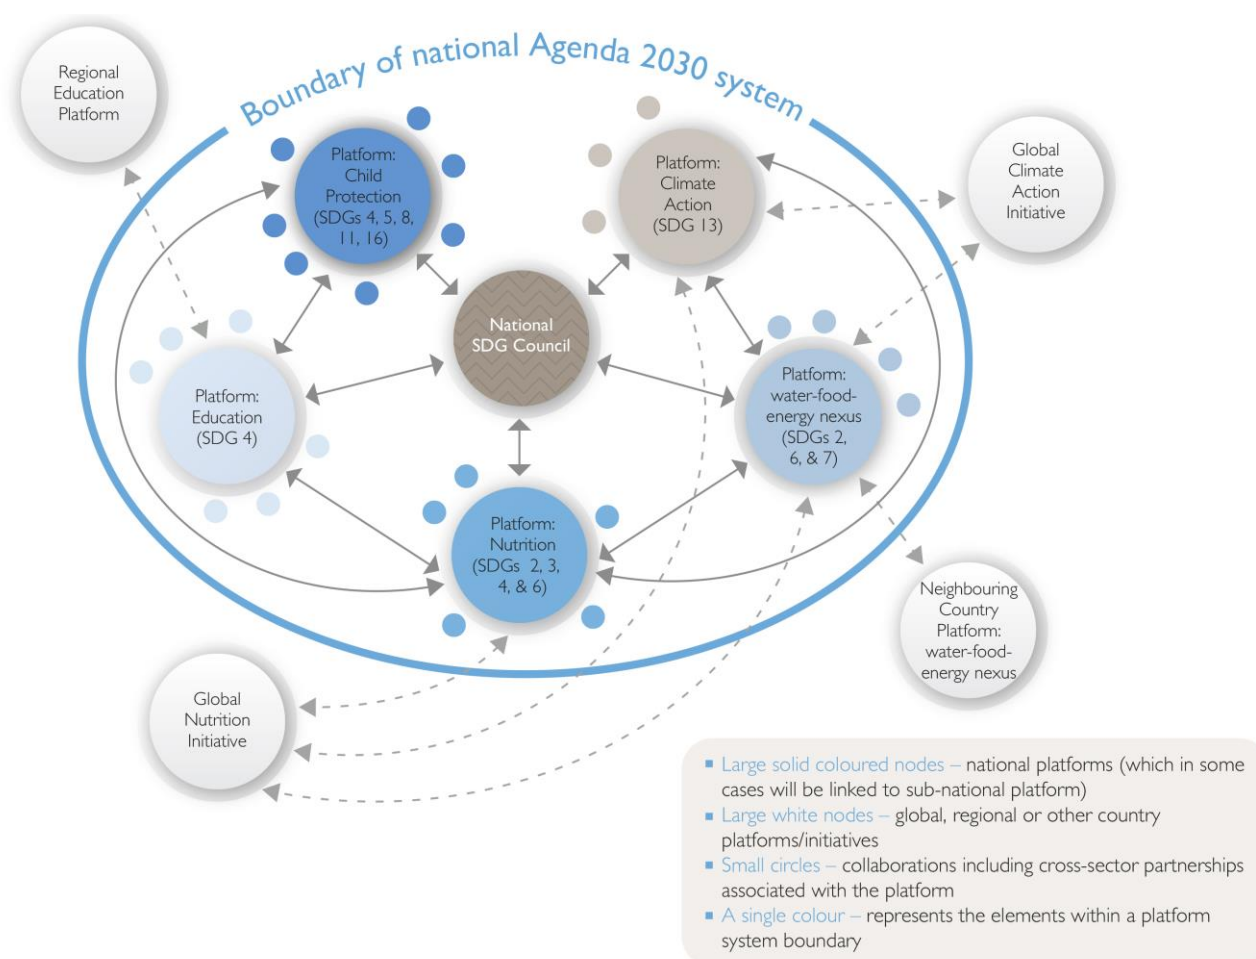 Boundary of national Agenda 2030 system
Regional
Education
Platform
Platform:
Child
Protection
(SDGs 4, 5, 8,
11, 16)
Platform:
Climate
Action
(SDG 13)
Global
Climate
Action
Initiative
National
SDG Council
Platform:
Education
(SDG 4)
Platform:
water-food-
energy nexus
(SDGs 2,
6, & 7)
Platform:
Nutrition
(SDGs 2, 3,
4, & 6)
Neighbouring
Country
Platform:
water-food-
energy nexus
Global
Nutrition
Initiative
Large solid coloured nodes – national platforms (which in some
cases will be linked to sub-national platform)
Large white nodes – global, regional or other country
platforms/initiatives
Small circles – collaborations including cross-sector partnerships
associated with the platform
A single colour – represents the elements within a platform
system boundary